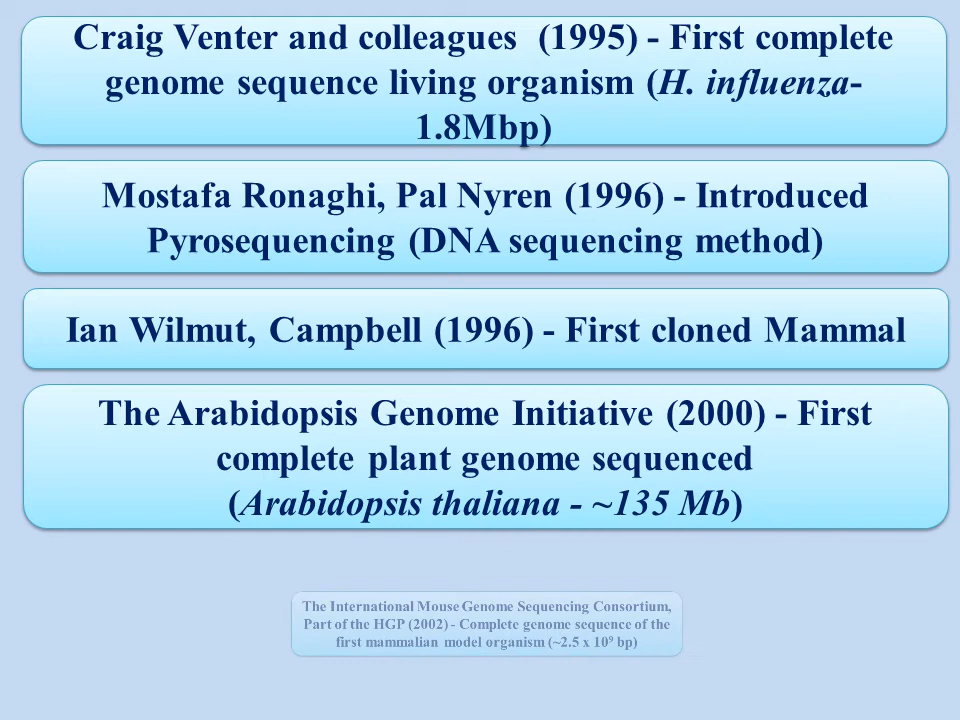 Craig Venter and colleagues (1995) - First complete
genome sequence living organism (H. influenza-
1.8Mbp)
Mostafa Ronaghi, Pal Nyren (1996) - Introduced
Pyrosequencing (DNA sequencing method)
Ian Wilmut, Campbell (1996) - First cloned Mammal
The Arabidopsis Genome Initiative (2000) - First
complete plant genome sequenced
(Arabidopsis thaliana - ~135 Mb)
The International Mouse Genome Sequencing Consortium,
Part of the HGP (2002) - Complete genome sequence of the
first mammalian model organism (~2.5 x 10⁹ bp)